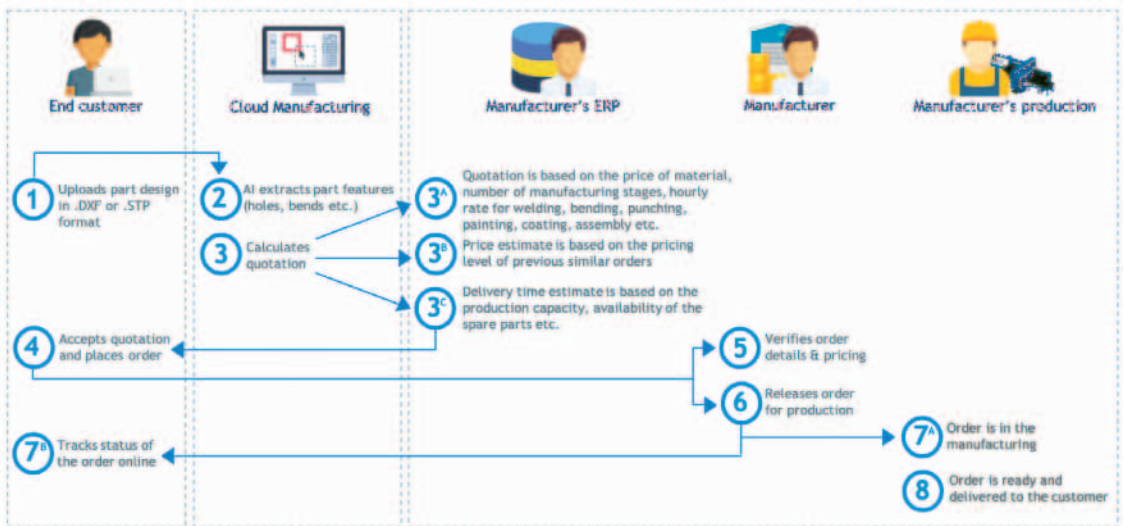 End customer
Cloud Manufacturing
Manufacturer's ERP
Manufacturer
Manufacturer's production
1
Uploads part design
in .DXF or .STP
format
2
AI extracts part features
(holes, bends etc.)
3
Calculates
quotation
3A
Quotation is based on the price of material,
number of manufacturing stages, hourly
rate for welding, bending, punching,
painting, coating, assembly etc.
3B
Price estimate is based on the pricing
level of previous similar orders
3C
Delivery time estimate is based on the
production capacity, availability of the
spare parts etc.
4
Accepts quotation
and places order
5
Verifies order
details & pricing
6
Releases order
for production
7B
Tracks status of
the order online
7A
Order is in the
manufacturing
8
Order is ready and
delivered to the customer